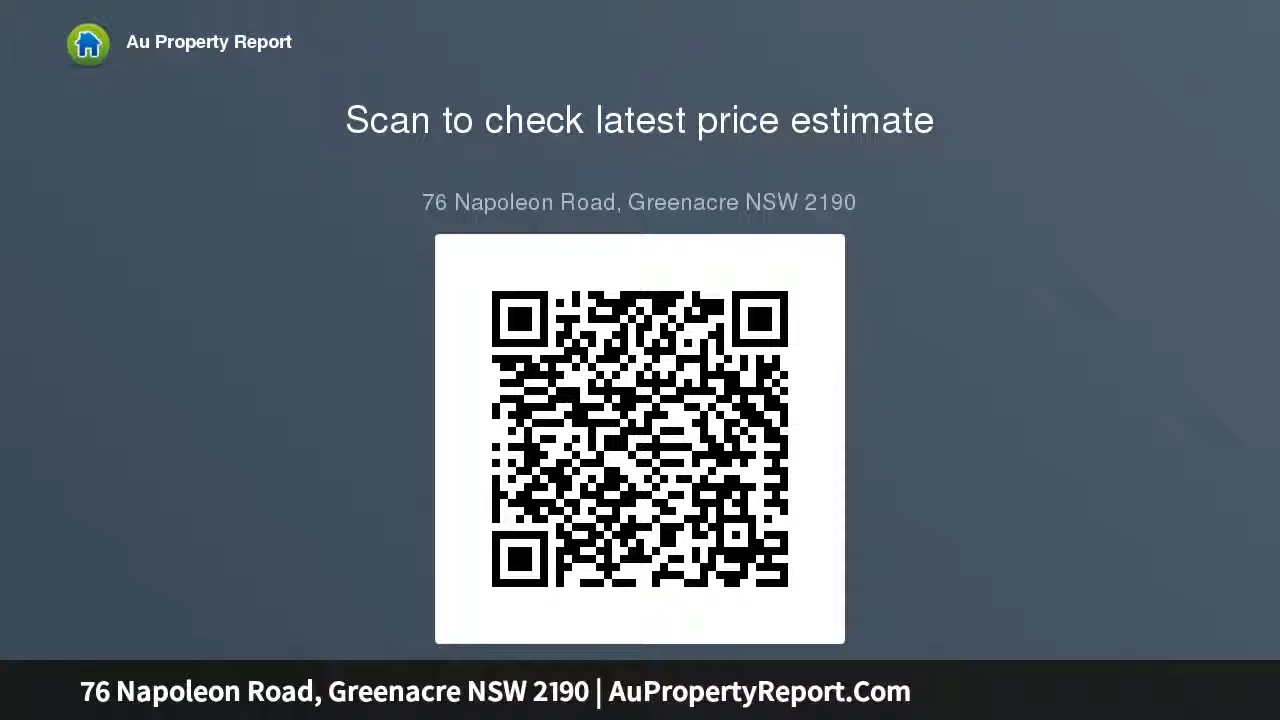 Au Property Report
Scan to check latest price estimate
76 Napoleon Road, Greenacre NSW 2190
76 Napoleon Road, Greenacre NSW 2190 | AuPropertyReport.Com